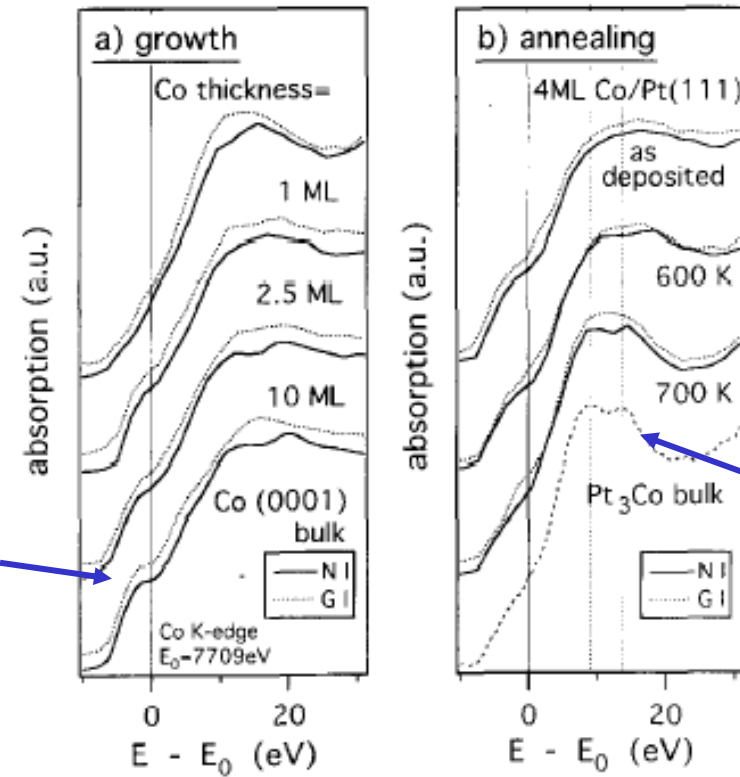 a) growth
Co thickness=
1 ML
2.5 ML
10 ML
Co (0001)
bulk
NI
GI
Co K-edge
E₀=7709eV
absorption (a.u.)
0
20
E - E₀ (eV)
b) annealing
4ML Co/Pt(111)
as
deposited
600 K
700 K
Pt₃Co bulk
NI
GI
absorption (a.u.)
0
20
E - E₀ (eV)